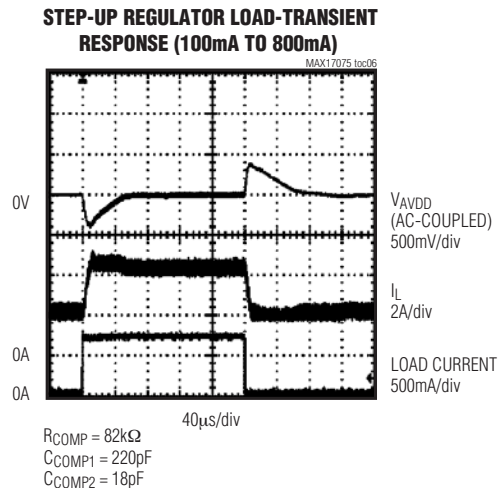 STEP-UP REGULATOR LOAD-TRANSIENT
RESPONSE (100mA TO 800mA)
MAX17075 toc06
0V
VAVDD
(AC-COUPLED)
500mV/div
IL
2A/div
0A
LOAD CURRENT
500mA/div
0A
40μs/div
RCOMP = 82kΩ
CCOMP1 = 220pF
CCOMP2 = 18pF